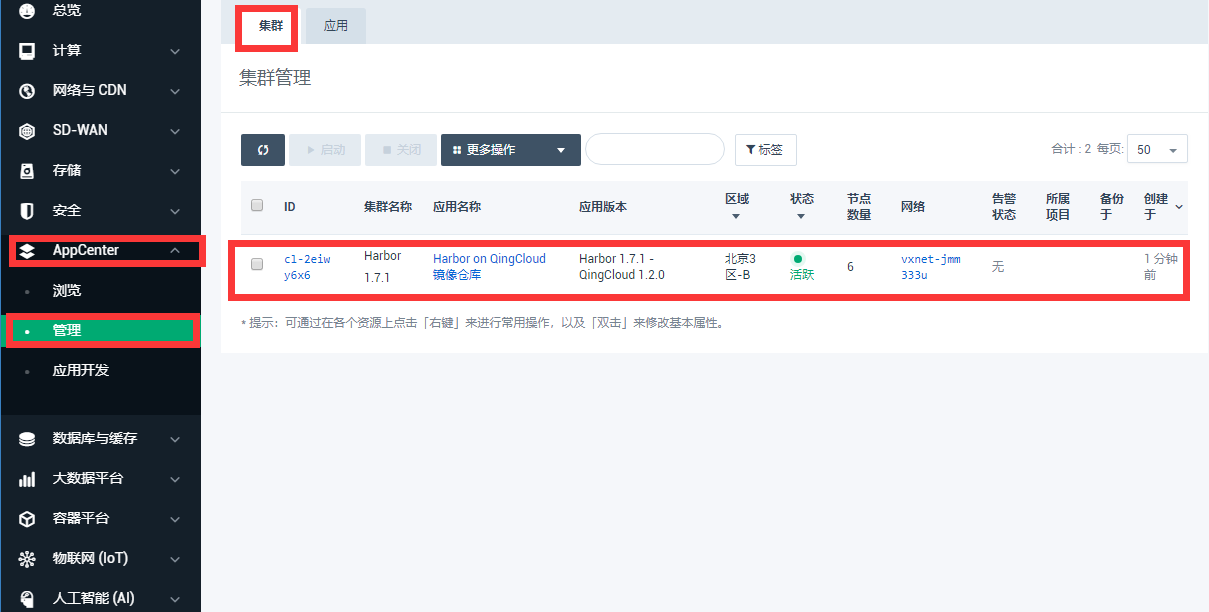 总览
计算
网络与 CDN
SD-WAN
存储
安全
AppCenter
浏览
管理
应用开发
数据库与缓存
大数据平台
容器平台
物联网 (IoT)
人工智能 (AI)
集群 应用
集群管理
启动 关闭 更多操作 标签 合计 : 2 每页: 50
ID 集群名称 应用名称 应用版本 区域 状态 节点 网络 告警 所属 备份 创建
数量 状态 项目 于 于
cl-2eiw Harbor Harbor on QingCloud Harbor 1.7.1 - 北京3 6 vxnet-jmm 无 1 分钟
y6x6 1.7.1 镜像仓库 QingCloud 1.2.0 区-B 活跃 333u 前
* 提示：可通过在各个资源上点击「右键」来进行常用操作，以及「双击」来修改基本属性。